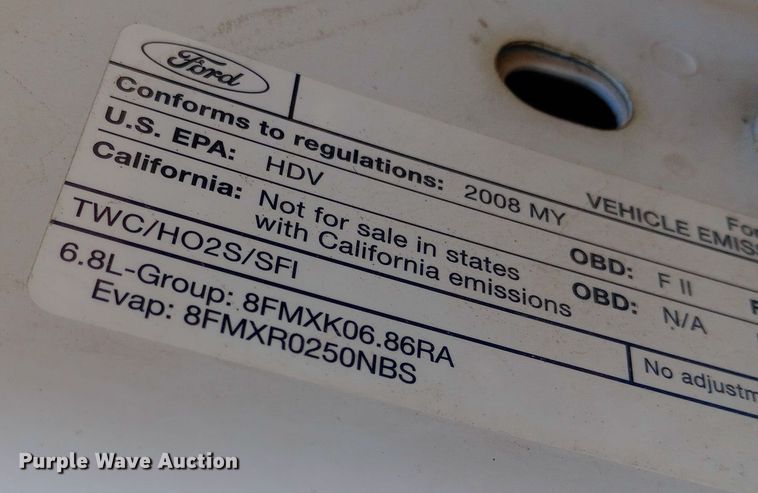 Ford
For
VEHICLE EMIS
Conforms to regulations: 2008 MY
U.S. EPA: HDV OBD: F II
California: Not for sale in states with California emissions OBD: N/A
TWC/HO2S/SFI
No adjustm
6.8L-Group: 8FMXK06.86RA
Evap: 8FMXR0250NBS
Purple Wave Auction